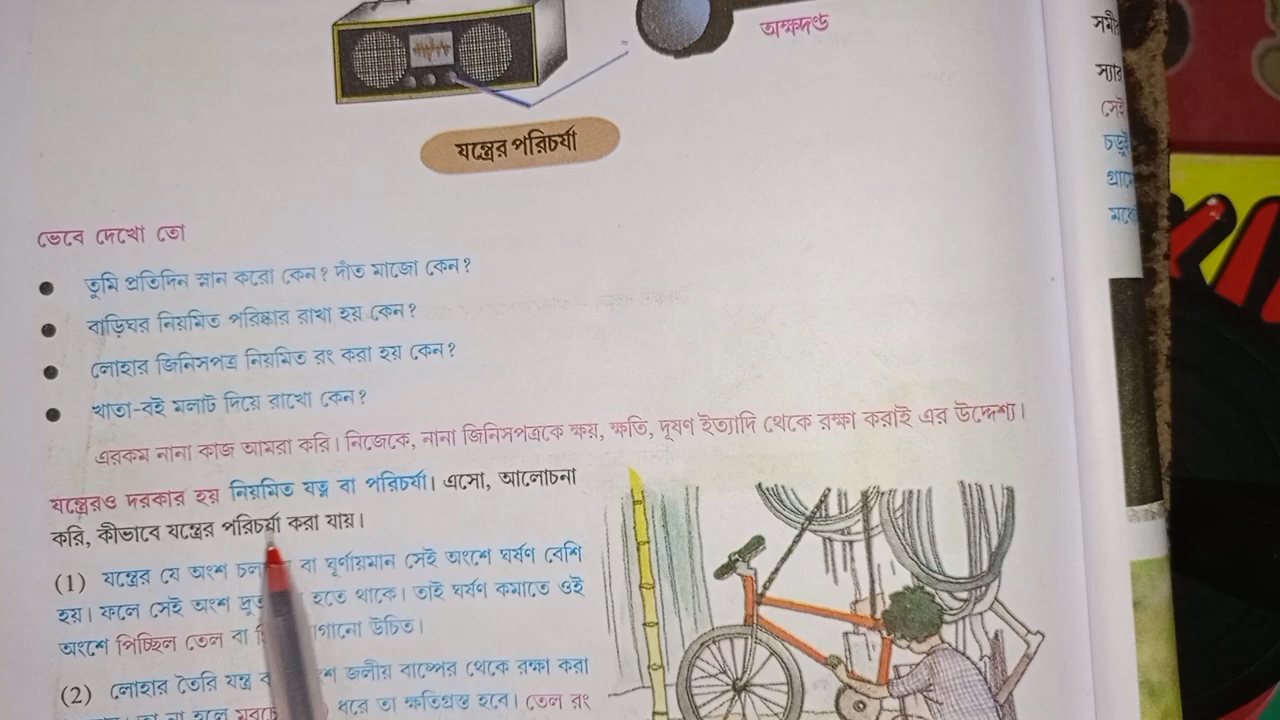 অক্ষদণ্ড
যন্ত্রের পরিচর্যা
ভেবে দেখো তো
তুমি প্রতিদিন স্নান করো কেন? দাঁত মাজো কেন?
বাড়িঘর নিয়মিত পরিষ্কার রাখা হয় কেন?
লোহার জিনিসপত্র নিয়মিত রং করা হয় কেন?
খাতা-বই মলাট দিয়ে রাখো কেন?
এরকম নানা কাজ আমরা করি। নিজেকে, নানা জিনিসপত্রকে ক্ষয়, ক্ষতি, দূষণ ইত্যাদি থেকে রক্ষা করাই এর উদ্দেশ্য।
যন্ত্রেরও দরকার হয় নিয়মিত যত্ন বা পরিচর্যা। এসো, আলোচনা
করি, কীভাবে যন্ত্রের পরিচর্যা করা যায়।
(1) যন্ত্রের যে অংশ বা ঘূর্ণায়মান সেই অংশে ঘর্ষণ বেশি
হয়। ফলে সেই অংশ হতে থাকে। তাই ঘর্ষণ কমাতে ওই
অংশে পিচ্ছিল তেল বা উচিত।
(2) লোহার তৈরি যন্ত্র জলীয় বাষ্পের থেকে রক্ষা করা
ধরে তা ক্ষতিগ্রস্ত হবে। তেল রং